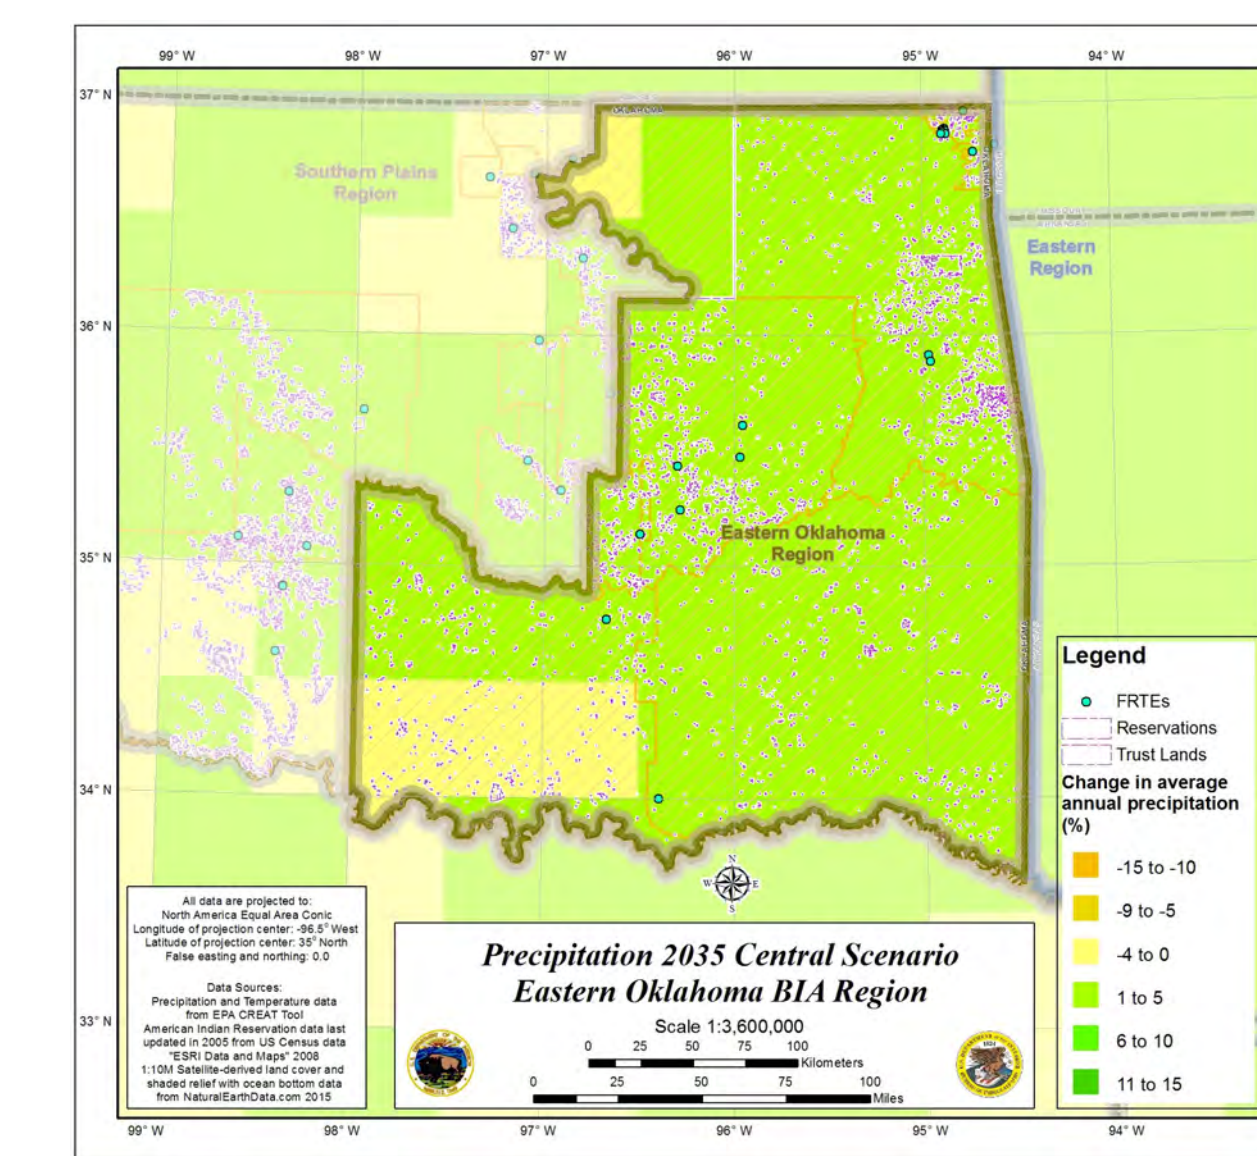 99° W 98° W 97° W 96° W 95° W 94° W
37° N
OKLAHOMA
Southern Plains
Region
Eastern
Region
36° N
Eastern Oklahoma
Region
35° N
34° N
33° N
Legend
FRTEs
Reservations
Trust Lands
Change in average
annual precipitation
(%)
-15 to -10
-9 to -5
-4 to 0
1 to 5
6 to 10
11 to 15
N
W E
S
All data are projected to:
North America Equal Area Conic
Longitude of projection center: -96.5° West
Latitude of projection center: 35° North
False easting and northing: 0.0
Data Sources:
Precipitation and Temperature data
from EPA CREAT Tool
American Indian Reservation data last
updated in 2005 from US Census data
"ESRI Data and Maps" 2008
1:10M Satellite-derived land cover and
shaded relief with ocean bottom data
from NaturalEarthData.com 2015
Precipitation 2035 Central Scenario
Eastern Oklahoma BIA Region
Scale 1:3,600,000
0 25 50 75 100
Kilometers
0 25 50 75 100
Miles
99° W 98° W 97° W 96° W 95° W 94° W